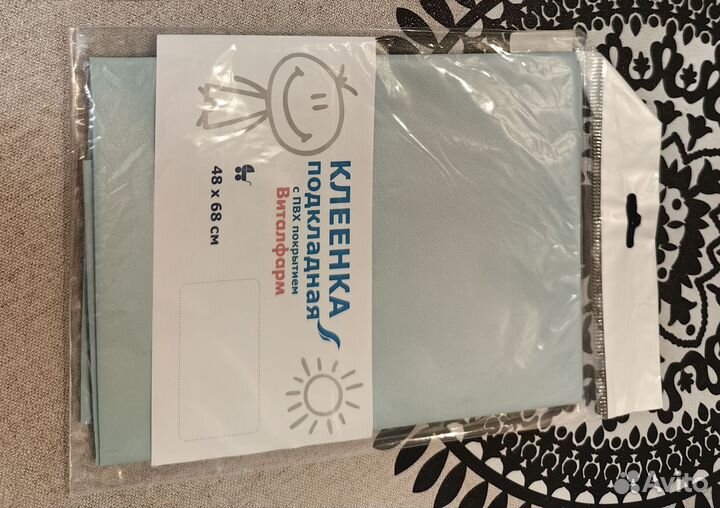 КЛЕЕНКА
подкладная
с ПВХ покрытием
Виталфарм
48 x 68 см
Avito